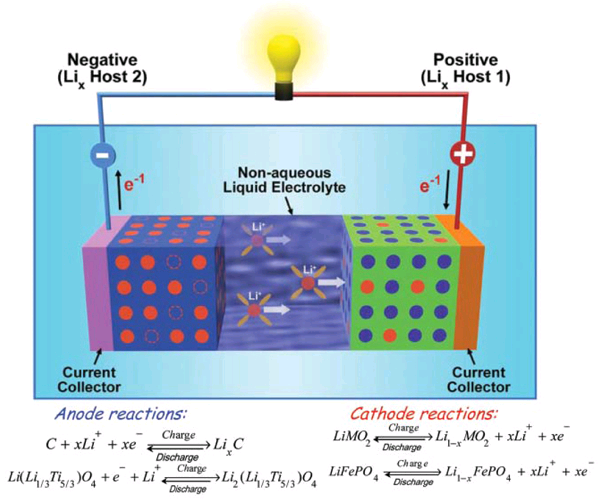 Negative
(Liₓ Host 2)
Positive
(Liₓ Host 1)
-
+
e⁻¹
e⁻¹
Non-aqueous
Liquid Electrolyte
Li⁺
Li⁺
Li⁺
Current
Collector
Current
Collector
Anode reactions:
C + xLi⁺ + xe⁻ Charge ⇌ Discharge LiₓC
Li(Li₁/₃Ti₅/₃)O₄ + e⁻ + Li⁺ Charge ⇌ Discharge Li₂(Li₁/₃Ti₅/₃)O₄
Cathode reactions:
LiMO₂ Charge ⇌ Discharge Li₁₋ₓMO₂ + xLi⁺ + xe⁻
LiFePO₄ Charge ⇌ Discharge Li₁₋ₓFePO₄ + xLi⁺ + xe⁻